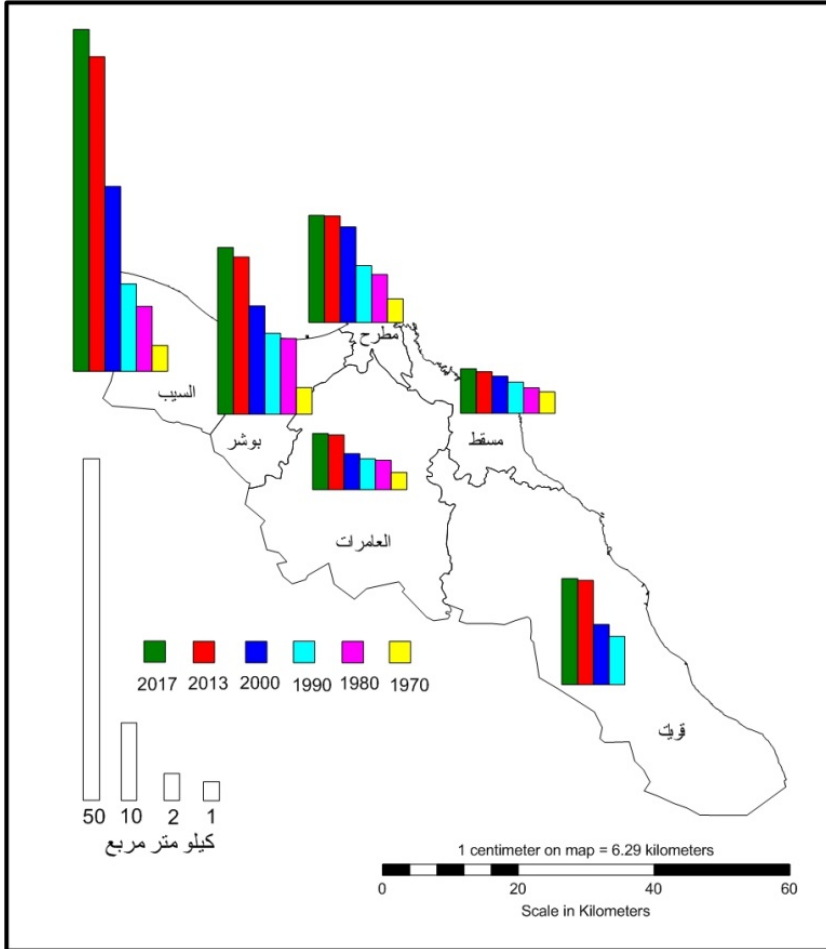 مطرح
السيب
بوشر
مسقط
العامرات
2017 2013 2000 1990 1980 1970
قريات
50 10 2 1
كيلو متر مربع
1 centimeter on map = 6.29 kilometers
0 20 40 60
Scale in Kilometers